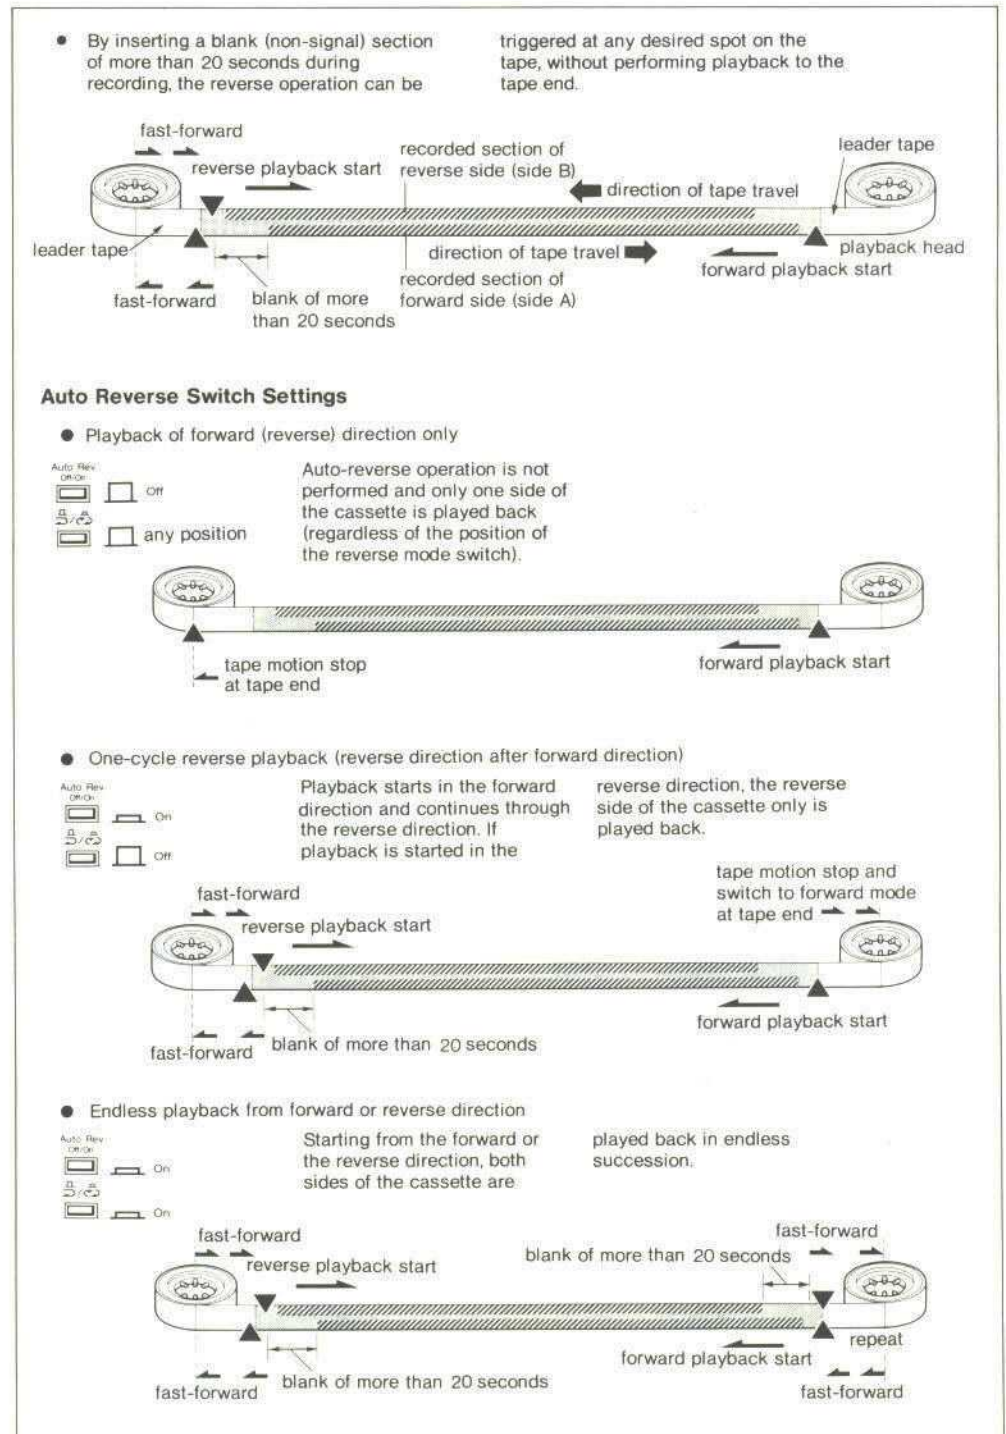 • By inserting a blank (non-signal) section
of more than 20 seconds during
recording, the reverse operation can be
triggered at any desired spot on the
tape, without performing playback to the
tape end.
fast-forward
reverse playback start
recorded section of
reverse side (side B)
direction of tape travel
leader tape
leader tape
direction of tape travel
playback head
forward playback start
fast-forward
blank of more
than 20 seconds
recorded section of
forward side (side A)
Auto Reverse Switch Settings
• Playback of forward (reverse) direction only
Auto Rev.
Off/On
Off
any position
Auto-reverse operation is not
performed and only one side of
the cassette is played back
(regardless of the position of
the reverse mode switch).
tape motion stop
at tape end
forward playback start
• One-cycle reverse playback (reverse direction after forward direction)
Auto Rev.
Off/On
On
Off
Playback starts in the forward
direction and continues through
the reverse direction. If
playback is started in the
reverse direction, the reverse
side of the cassette only is
played back.
fast-forward
reverse playback start
tape motion stop and
switch to forward mode
at tape end
forward playback start
fast-forward
blank of more than 20 seconds
• Endless playback from forward or reverse direction
Auto Rev.
Off/On
On
On
Starting from the forward or
the reverse direction, both
sides of the cassette are
played back in endless
succession.
fast-forward
reverse playback start
fast-forward
blank of more than 20 seconds
repeat
forward playback start
fast-forward
blank of more than 20 seconds
fast-forward